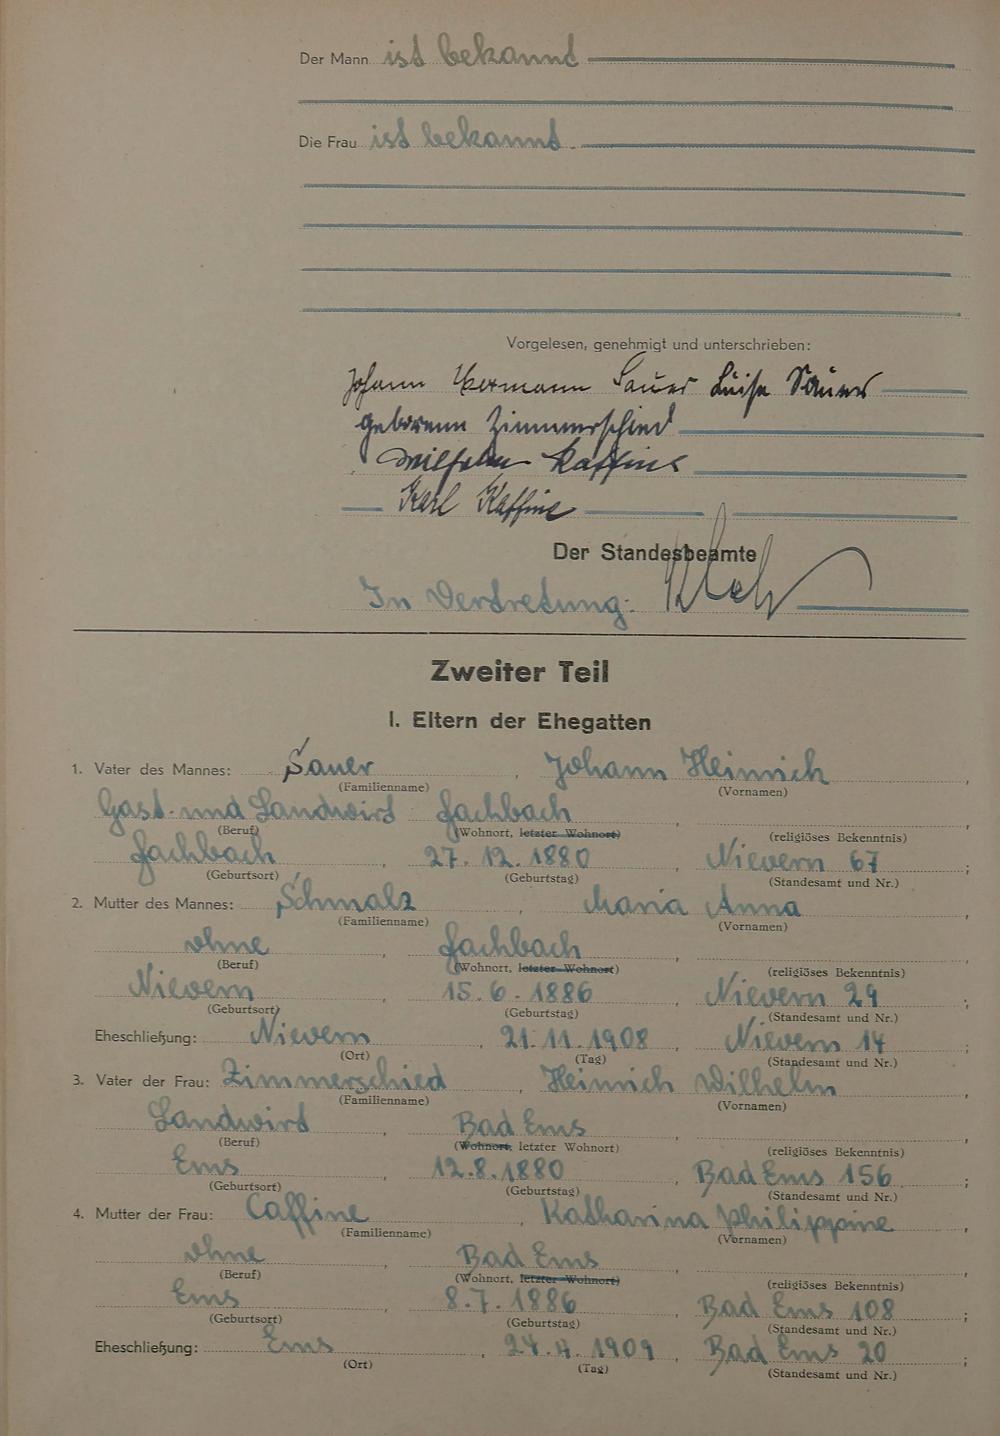 Der Mann ist bekannt
Die Frau ist bekannt.
Vorgelesen, genehmigt und unterschrieben:
Johann Hermann Sauer Luise Sauer
geborene Zimmerschied
Wilhelm Kaffine
Karl Kaffine
Der Standesbeamte
In Vertretung:
Zweiter Teil
I. Eltern der Ehegatten
1. Vater des Mannes: Sauer, Johann Heinrich,
(Familienname) (Vornamen)
Gast- und Landwirt Fachbach,
(Beruf) (Wohnort, letzter Wohnort) (religiöses Bekenntnis)
Fachbach, 27.12.1880, Nievern 67;
(Geburtsort) (Geburtstag) (Standesamt und Nr.)
2. Mutter des Mannes: Schmalz, Maria Anna,
(Familienname) (Vornamen)
ohne, Fachbach,
(Beruf) (Wohnort, letzter Wohnort) (religiöses Bekenntnis)
Nievern, 15.6.1886, Nievern 29;
(Geburtsort) (Geburtstag) (Standesamt und Nr.)
Eheschließung: Nievern, 21.11.1908, Nievern 14;
(Ort) (Tag) (Standesamt und Nr.)
3. Vater der Frau: Zimmerschied, Heinrich Wilhelm,
(Familienname) (Vornamen)
Landwirt, Bad Ems,
(Beruf) (Wohnort, letzter Wohnort) (religiöses Bekenntnis)
Ems, 12.8.1880, Bad Ems 156;
(Geburtsort) (Geburtstag) (Standesamt und Nr.)
4. Mutter der Frau: Caffine, Katharina Philippine,
(Familienname) (Vornamen)
ohne, Bad Ems,
(Beruf) (Wohnort, letzter Wohnort) (religiöses Bekenntnis)
Ems, 8.7.1886, Bad Ems 108;
(Geburtsort) (Geburtstag) (Standesamt und Nr.)
Eheschließung: Ems, 24.4.1909, Bad Ems 20;
(Ort) (Tag) (Standesamt und Nr.)